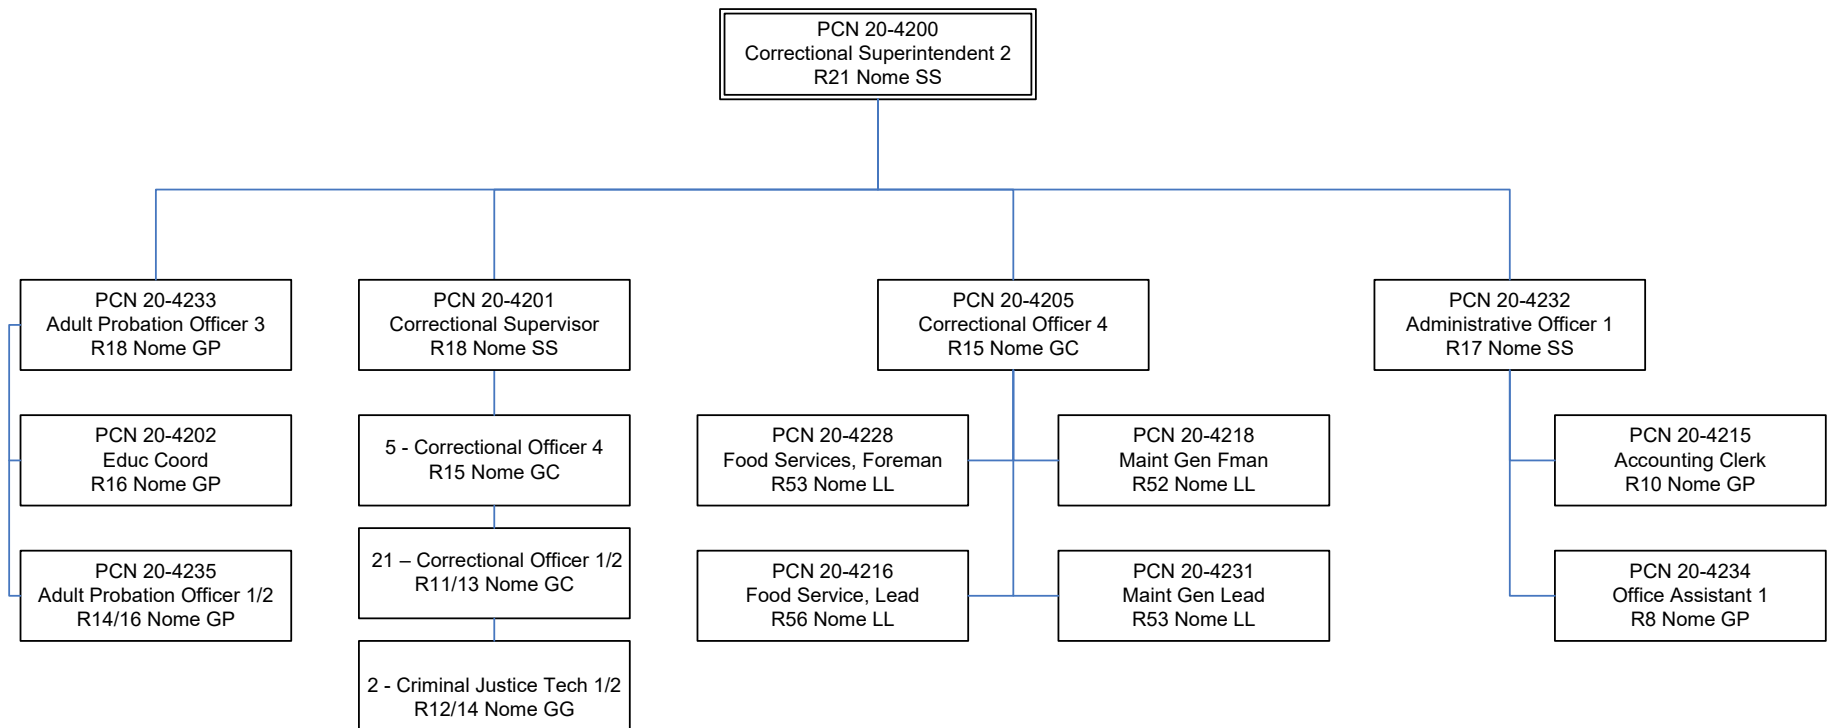 PCN 20-4200
Correctional Superintendent 2
R21 Nome SS
PCN 20-4233
Adult Probation Officer 3
R18 Nome GP
PCN 20-4201
Correctional Supervisor
R18 Nome SS
PCN 20-4205
Correctional Officer 4
R15 Nome GC
PCN 20-4232
Administrative Officer 1
R17 Nome SS
PCN 20-4202
Educ Coord
R16 Nome GP
5 - Correctional Officer 4
R15 Nome GC
PCN 20-4228
Food Services, Foreman
R53 Nome LL
PCN 20-4218
Maint Gen Fman
R52 Nome LL
PCN 20-4215
Accounting Clerk
R10 Nome GP
PCN 20-4235
Adult Probation Officer 1/2
R14/16 Nome GP
21 – Correctional Officer 1/2
R11/13 Nome GC
PCN 20-4216
Food Service, Lead
R56 Nome LL
PCN 20-4231
Maint Gen Lead
R53 Nome LL
PCN 20-4234
Office Assistant 1
R8 Nome GP
2 - Criminal Justice Tech 1/2
R12/14 Nome GG